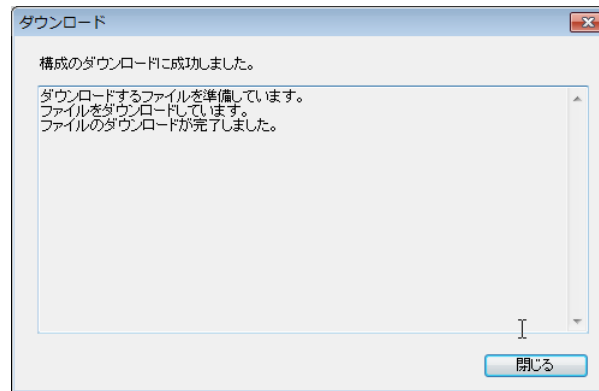 ダウンロード
構成のダウンロードに成功しました。
ダウンロードするファイルを準備しています。
ファイルをダウンロードしています。
ファイルのダウンロードが完了しました。
閉じる